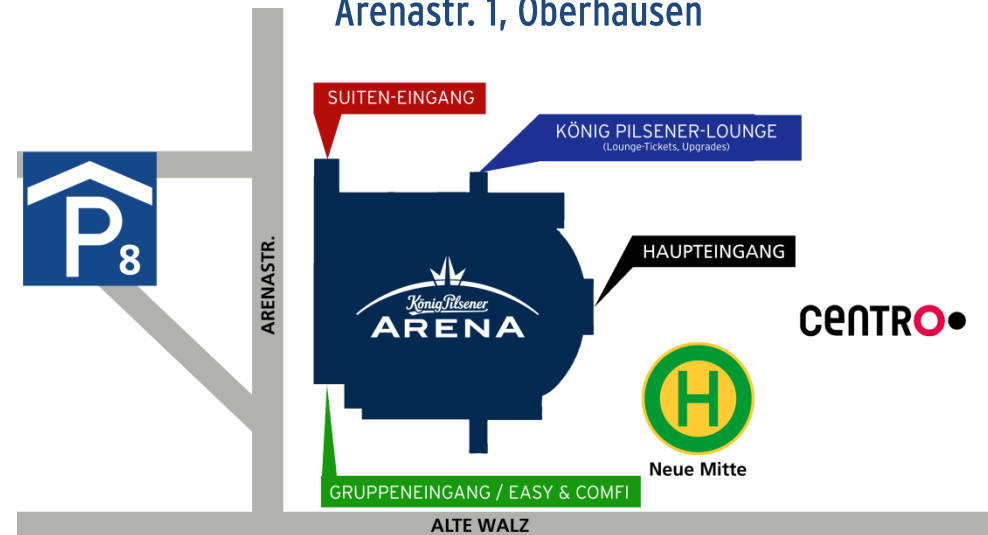 Arenastr. 1, Oberhausen
SUITEN-EINGANG
KÖNIG PILSENER-LOUNGE
(Lounge-Tickets, Upgrades)
P8
ARENASTR.
HAUPTEINGANG
König Pilsener
ARENA
CENTRO
H
Neue Mitte
GRUPPENEINGANG / EASY & COMFI
ALTE WALZ